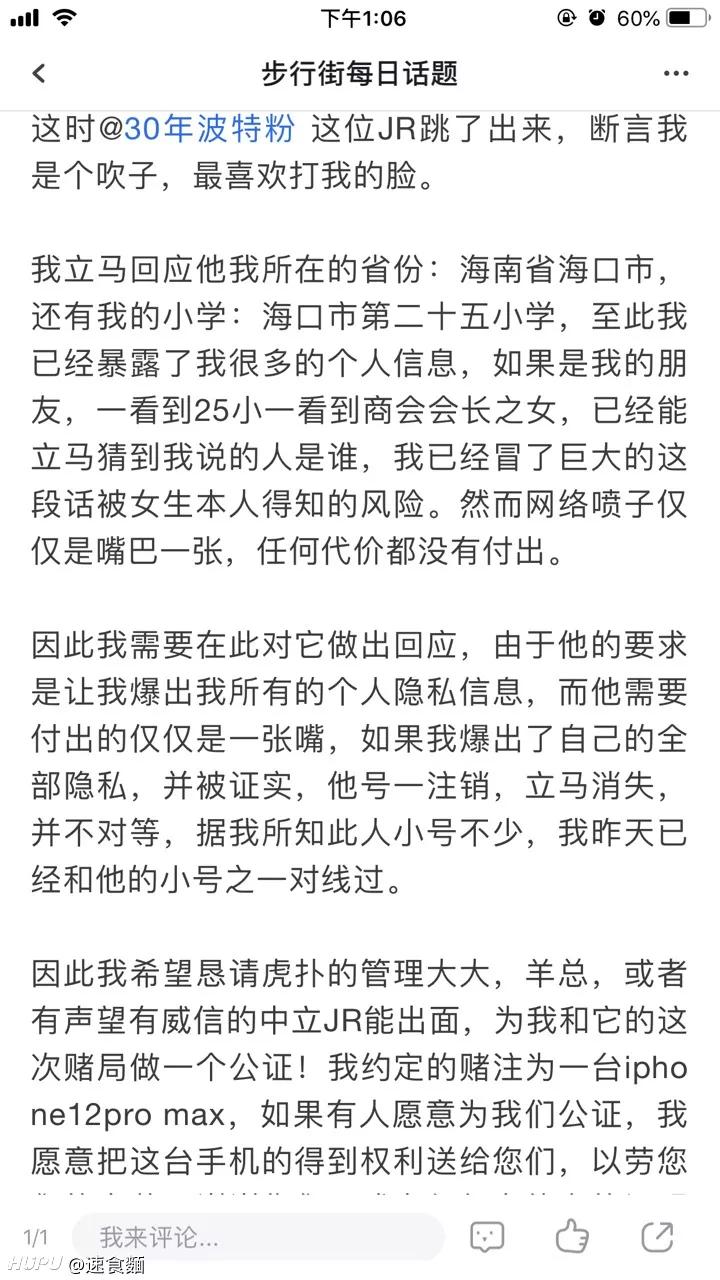 下午1:06
60%
步行街每日话题
这时@30年波特粉 这位JR跳了出来，断言我
是个吹子，最喜欢打我的脸。
我立马回应他我所在的省份：海南省海口市，
还有我的小学：海口市第二十五小学，至此我
已经暴露了我很多的个人信息，如果是我的朋
友，一看到25小一看到商会会长之女，已经能
立马猜到我说的人是谁，我已经冒了巨大的这
段话被女生本人得知的风险。然而网络喷子仅
仅是嘴巴一张，任何代价都没有付出。
因此我需要在此对它做出回应，由于他的要求
是让我爆出我所有的个人隐私信息，而他需要
付出的仅仅是一张嘴，如果我爆出了自己的全
部隐私，并被证实，他号一注销，立马消失，
并不对等，据我所知此人小号不少，我昨天已
经和他的小号之一对线过。
因此我希望恳请虎扑的管理大大，羊总，或者
有声望有威信的中立JR能出面，为我和它的这
次赌局做一个公证！我约定的赌注为一台ipho
ne12pro max，如果有人愿意为我们公证，我
愿意把这台手机的得到权利送给您们，以劳您
1/1
我来评论...
HUPU @速食麵